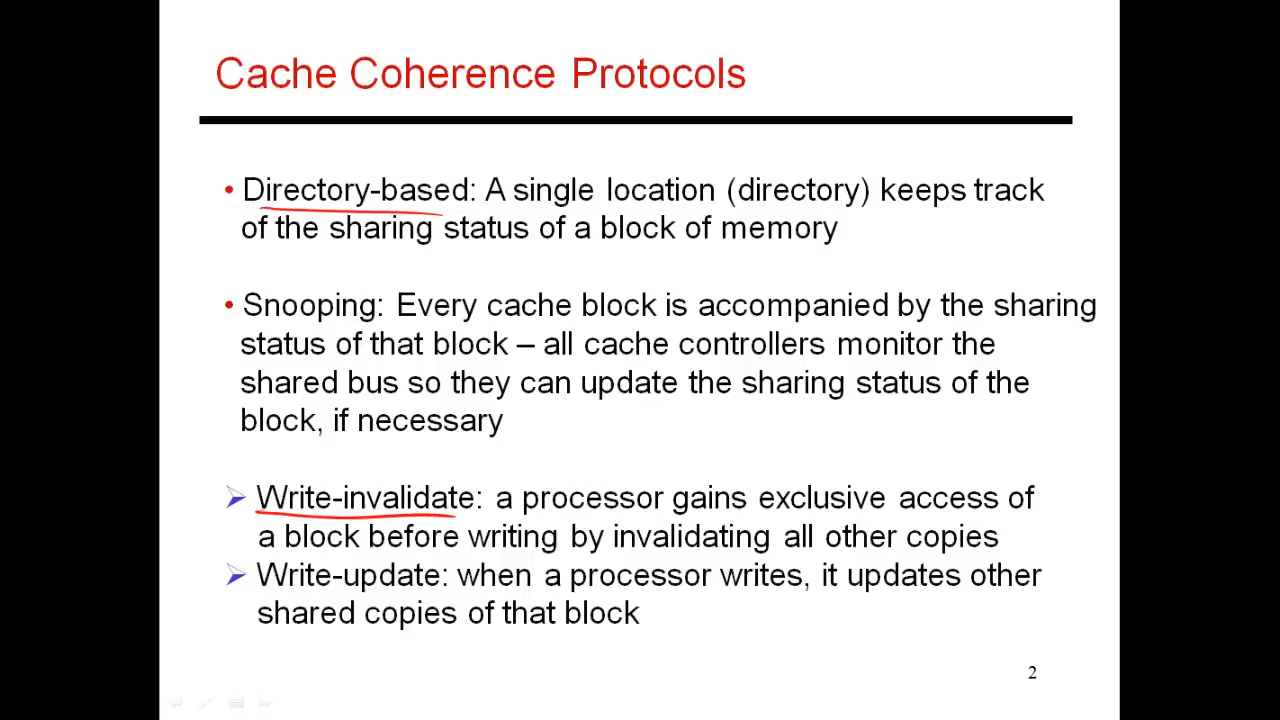 Cache Coherence Protocols
• Directory-based: A single location (directory) keeps track
of the sharing status of a block of memory
• Snooping: Every cache block is accompanied by the sharing
status of that block – all cache controllers monitor the
shared bus so they can update the sharing status of the
block, if necessary
➢ Write-invalidate: a processor gains exclusive access of
a block before writing by invalidating all other copies
➢ Write-update: when a processor writes, it updates other
shared copies of that block
2